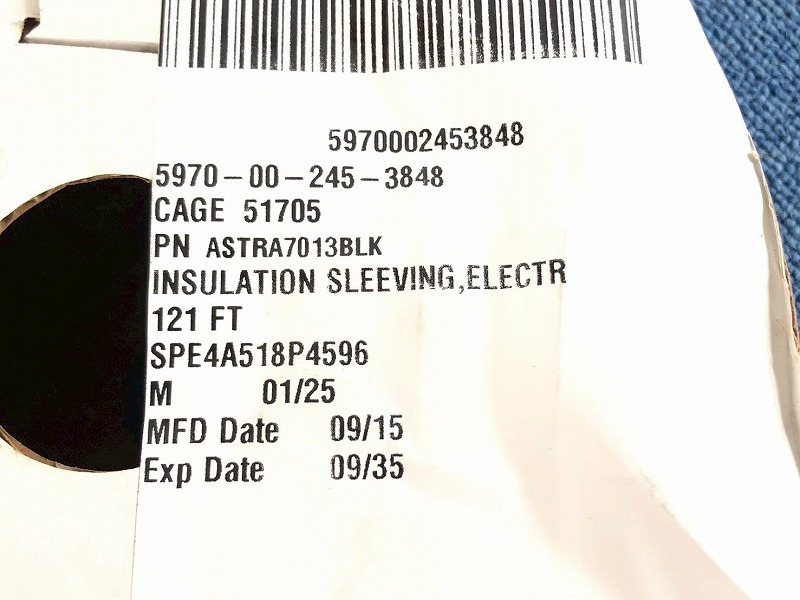 5970002453848
5970-00-245-3848
CAGE 51705
PN ASTRA7013BLK
INSULATION SLEEVING,ELECTR
121 FT
SPE4A518P4596
M 01/25
MFD Date 09/15
Exp Date 09/35